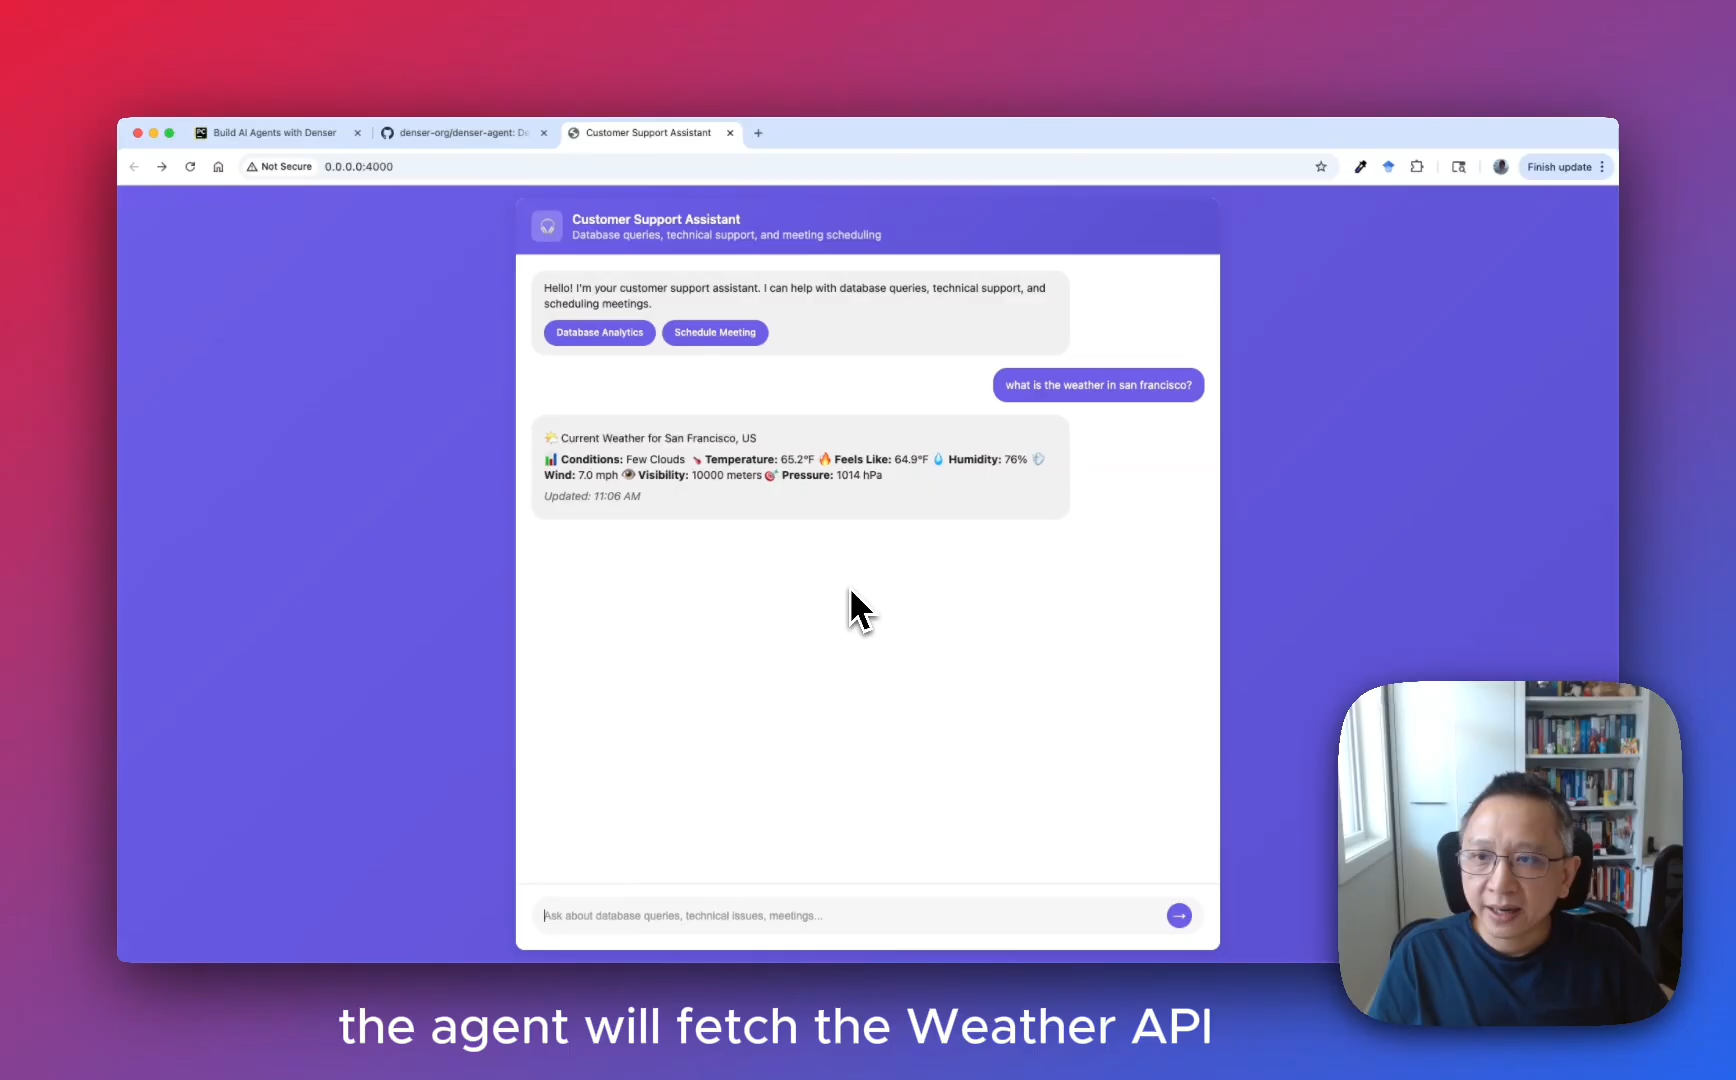 Build AI Agents with Denser
denser-org/denser-agent: De
Customer Support Assistant
Not Secure
0.0.0.0:4000
Finish update
Customer Support Assistant
Database queries, technical support, and meeting scheduling
Hello! I'm your customer support assistant. I can help with database queries, technical support, and
scheduling meetings.
Database Analytics
Schedule Meeting
what is the weather in san francisco?
Current Weather for San Francisco, US
Conditions: Few Clouds Temperature: 65.2°F Feels Like: 64.9°F Humidity: 76%
Wind: 7.0 mph Visibility: 10000 meters Pressure: 1014 hPa
Updated: 11:06 AM
Ask about database queries, technical issues, meetings...
the agent will fetch the Weather API